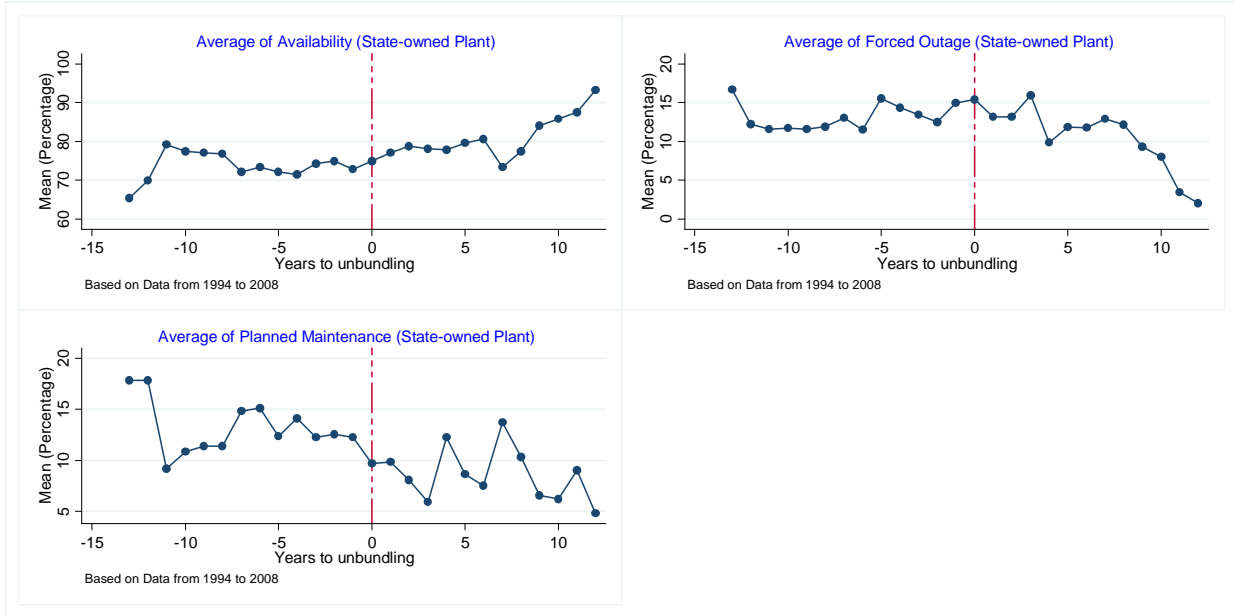 Average of Availability (State-owned Plant)
Mean (Percentage)
100
90
80
70
60
-15 -10 -5 0 5 10
Years to unbundling
Based on Data from 1994 to 2008
Average of Forced Outage (State-owned Plant)
Mean (Percentage)
20
15
10
5
0
-15 -10 -5 0 5 10
Years to unbundling
Based on Data from 1994 to 2008
Average of Planned Maintenance (State-owned Plant)
Mean (Percentage)
20
15
10
5
-15 -10 -5 0 5 10
Years to unbundling
Based on Data from 1994 to 2008